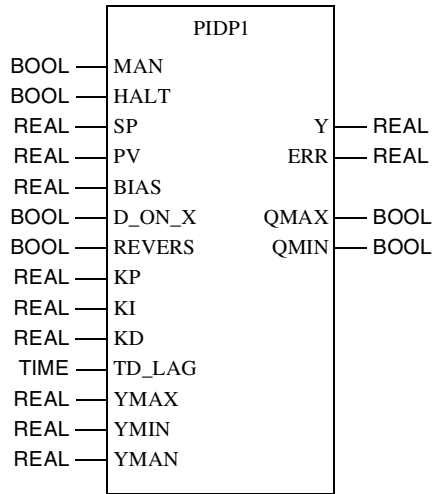 PIDP1
BOOL MAN
BOOL HALT
REAL SP Y REAL
REAL PV ERR REAL
REAL BIAS
BOOL D_ON_X QMAX BOOL
BOOL REVERS QMIN BOOL
REAL KP
REAL KI
REAL KD
TIME TD_LAG
REAL YMAX
REAL YMIN
REAL YMAN